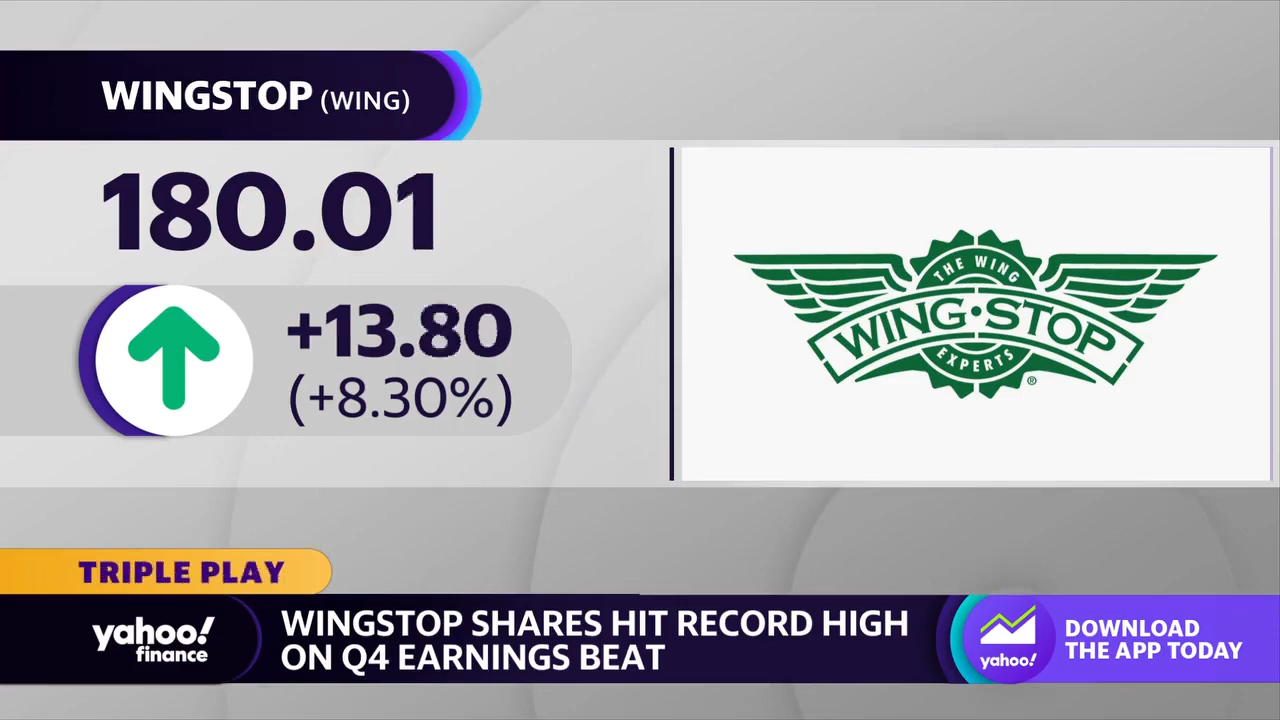 WINGSTOP (WING)
180.01
+13.80
(+8.30%)
THE WING
WING•STOP
EXPERTS
®
TRIPLE PLAY
yahoo!
finance
WINGSTOP SHARES HIT RECORD HIGH
ON Q4 EARNINGS BEAT
yahoo!
DOWNLOAD
THE APP TODAY